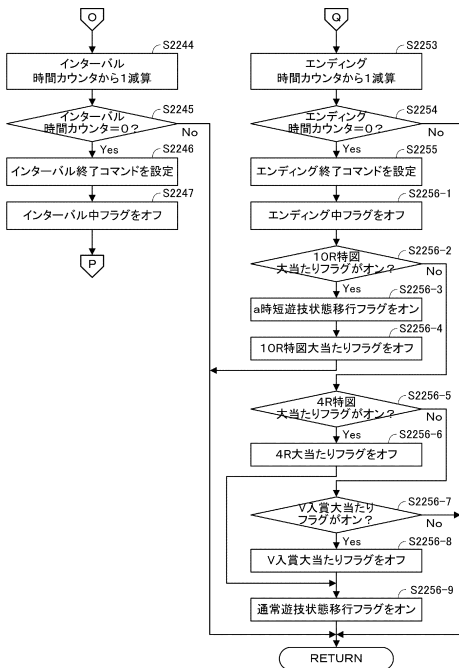 O
S2244
インターバル
時間カウンタから1減算
S2245
インターバル
時間カウンタ=0?
No
Yes
S2246
インターバル終了コマンドを設定
S2247
インターバル中フラグをオフ
P
Q
S2253
エンディング
時間カウンタから1減算
S2254
エンディング
時間カウンタ=0?
No
Yes
S2255
エンディング終了コマンドを設定
S2256-1
エンディング中フラグをオフ
S2256-2
10R特図
大当たりフラグがオン?
No
Yes
S2256-3
a時短遊技状態移行フラグをオン
S2256-4
10R特図大当たりフラグをオフ
S2256-5
4R特図
大当たりフラグがオン?
No
Yes
S2256-6
4R大当たりフラグをオフ
S2256-7
V入賞大当たり
フラグがオン?
No
Yes
S2256-8
V入賞大当たりフラグをオフ
S2256-9
通常遊技状態移行フラグをオン
RETURN